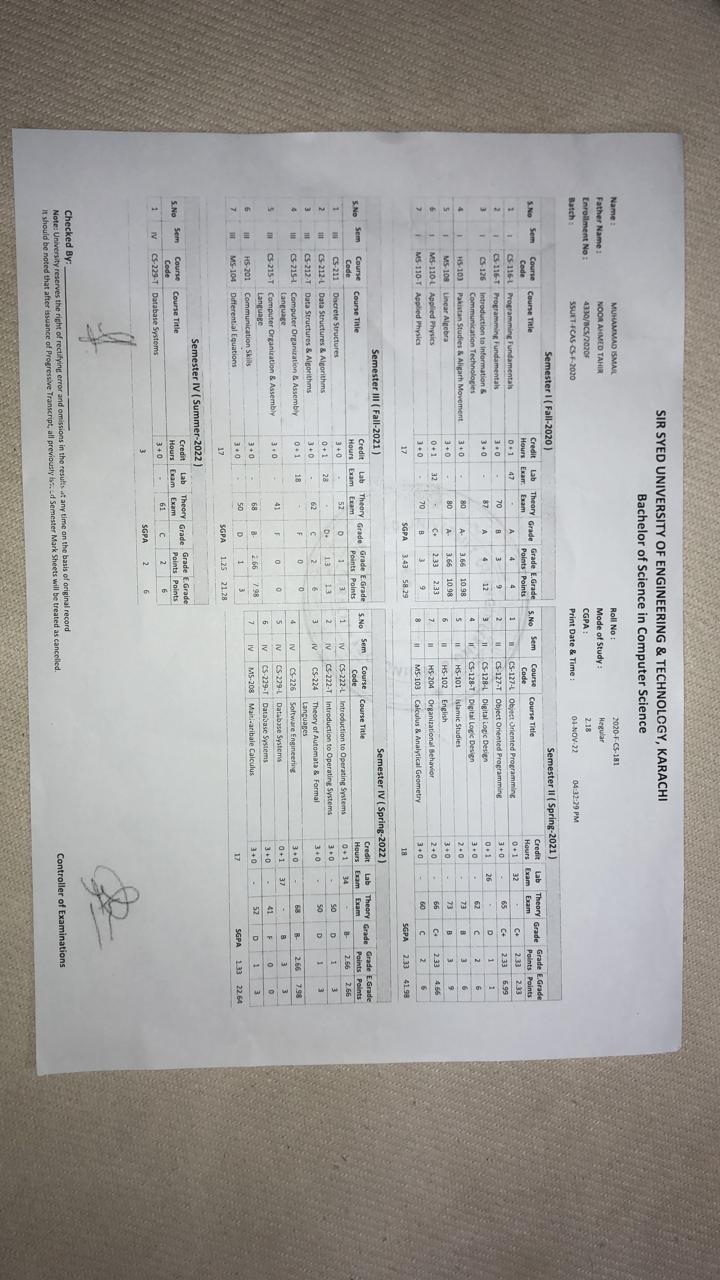 SIR SYED UNIVERSITY OF ENGINEERING & TECHNOLOGY, KARACHI
Bachelor of Science in Computer Science
Name : MUHAMMAD ISMAIL
Father Name : NOOR AHMED TAHIR
Enrollment No : 4330/BCS/2020F
Batch : SSUET-FCAS-CS-F-2020
Roll No : 2020-F-CS-181
Mode of Study : Regular
CGPA : 2.18
Print Date & Time : 04-NOV-22 04:32:29 PM
Semester I ( Fall-2020 )
S.No Sem Course Code Course Title Credit Hours Lab Exam Theory Exam Grade Grade Points E.Grade Points
1 I CS-116-L Programming Fundamentals 0 + 1 47 - A 4 4
2 I CS-116-T Programming Fundamentals 3 + 0 - 70 B 3 9
3 I CS-126 Introduction to Information & Communication Technologies 3 + 0 - 87 A 4 12
4 I HS-103 Pakistan Studies & Aligarh Movement 3 + 0 - 80 A- 3.66 10.98
5 I MS-108 Linear Algebra 3 + 0 - 80 A- 3.66 10.98
6 I MS-110-L Applied Physics 0 + 1 32 - C+ 2.33 2.33
7 I MS-110-T Applied Physics 3 + 0 - 70 B 3 9
17 SGPA 3.43 58.29
Semester II ( Spring-2021 )
S.No Sem Course Code Course Title Credit Hours Lab Exam Theory Exam Grade Grade Points E.Grade Points
1 II CS-127-L Object Oriented Programming 0 + 1 32 - C+ 2.33 2.33
2 II CS-127-T Object Oriented Programming 3 + 0 - 65 C+ 2.33 6.99
3 II CS-128-L Digital Logic Design 0 + 1 26 - D 1 1
4 II CS-128-T Digital Logic Design 3 + 0 - 62 C 2 6
5 II HS-101 Islamic Studies 2 + 0 - 73 B 3 6
6 II HS-102 English 3 + 0 - 73 B 3 9
7 II HS-204 Organizational Behavior 2 + 0 - 66 C+ 2.33 4.66
8 II MS-103 Calculus & Analytical Geometry 3 + 0 - 60 C 2 6
18 SGPA 2.33 41.98
Semester III ( Fall-2021 )
S.No Sem Course Code Course Title Credit Hours Lab Exam Theory Exam Grade Grade Points E.Grade Points
1 III CS-211 Discrete Structures 3 + 0 - 52 D 1 3
2 III CS-212-L Data Structures & Algorithms 0 + 1 28 - D+ 1.3 1.3
3 III CS-212-T Data Structures & Algorithms 3 + 0 - 62 C 2 6
4 III CS-215-L Computer Organization & Assembly Language 0 + 1 18 - F 0 0
5 III CS-215-T Computer Organization & Assembly Language 3 + 0 - 41 F 0 0
6 III HS-201 Communication Skills 3 + 0 - 68 B- 2.66 7.98
7 III MS-104 Differential Equations 3 + 0 - 50 D 1 3
17 SGPA 1.25 21.28
Semester IV ( Spring-2022 )
S.No Sem Course Code Course Title Credit Hours Lab Exam Theory Exam Grade Grade Points E.Grade Points
1 IV CS-222-L Introduction to Operating Systems 0 + 1 34 - B- 2.66 2.66
2 IV CS-222-T Introduction to Operating Systems 3 + 0 - 50 D 1 3
3 IV CS-224 Theory of Automata & Formal Languages 3 + 0 - 50 D 1 3
4 IV CS-226 Software Engineering 3 + 0 - 68 B- 2.66 7.98
5 IV CS-229-L Database Systems 0 + 1 37 - B 3 3
6 IV CS-229-T Database Systems 3 + 0 - 41 F 0 0
7 IV MS-208 Calculus 3 + 0 - 52 D 1 3
17 SGPA 1.33 22.64
Semester IV ( Summer-2022 )
S.No Sem Course Code Course Title Credit Hours Lab Exam Theory Exam Grade Grade Points E.Grade Points
1 IV CS-229-T Database Systems 3 + 0 - 61 C 2 6
3 SGPA 2 6
Checked By:
Controller of Examinations
Note: University reserves the right of rectifying error and omissions in the results at any time on the basis of original record
It should be noted that after issuance of Progressive Transcript, all previously issued Semester Mark Sheets will be treated as cancelled.